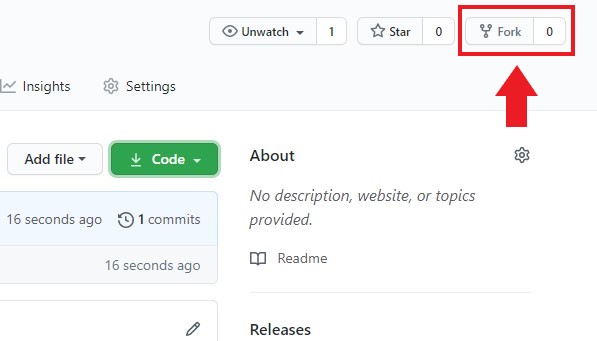 Unwatch 1 Star 0 Fork 0
Insights Settings
Add file Code About
No description, website, or topics
provided.
16 seconds ago 1 commits
Readme
16 seconds ago
Releases